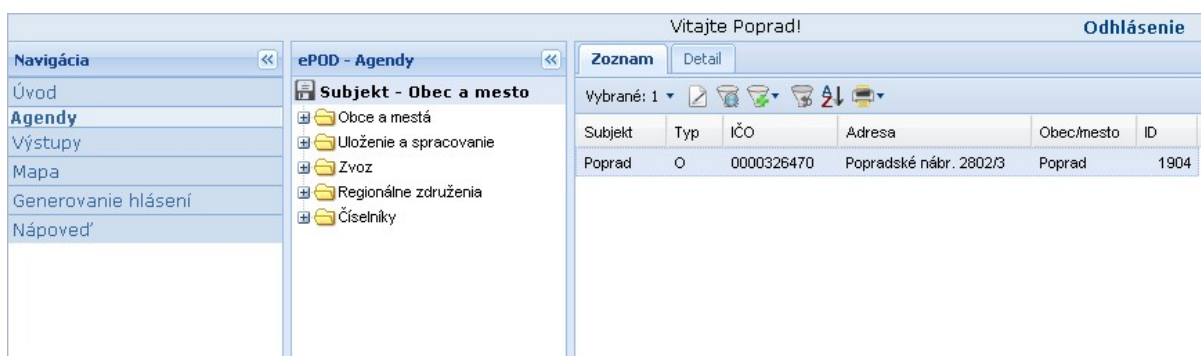 Vitajte Poprad!
Odhlásenie
Navigácia
Úvod
Agendy
Výstupy
Mapa
Generovanie hlásení
Nápoveď
ePOD - Agendy
Subjekt - Obec a mesto
Obce a mestá
Uloženie a spracovanie
Zvoz
Regionálne združenia
Číselníky
Zoznam Detail
Vybrané: 1
Subjekt Typ IČO Adresa Obec/mesto ID
Poprad O 0000326470 Popradské nábr. 2802/3 Poprad 1904